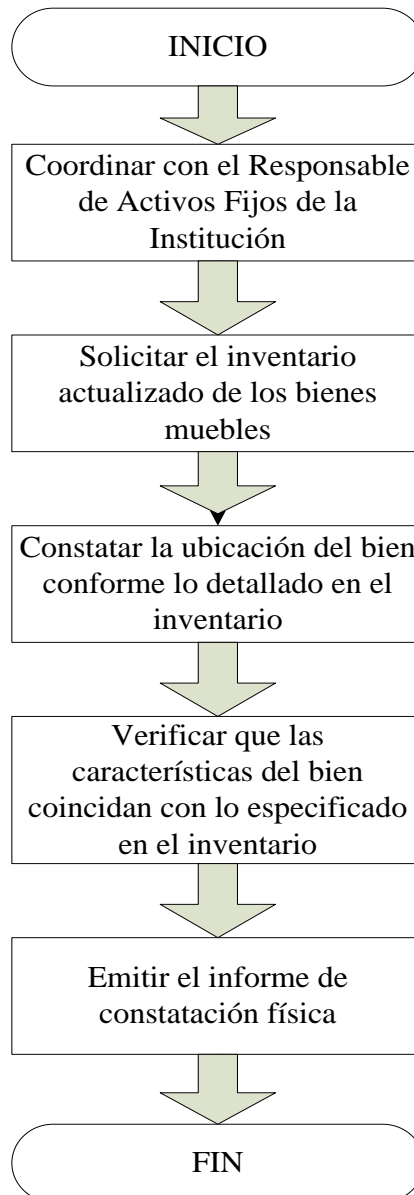 INICIO
Coordinar con el Responsable
de Activos Fijos de la
Institución
Solicitar el inventario
actualizado de los bienes
muebles
Constatar la ubicación del bien
conforme lo detallado en el
inventario
Verificar que las
características del bien
coincidan con lo especificado
en el inventario
Emitir el informe de
constatación física
FIN